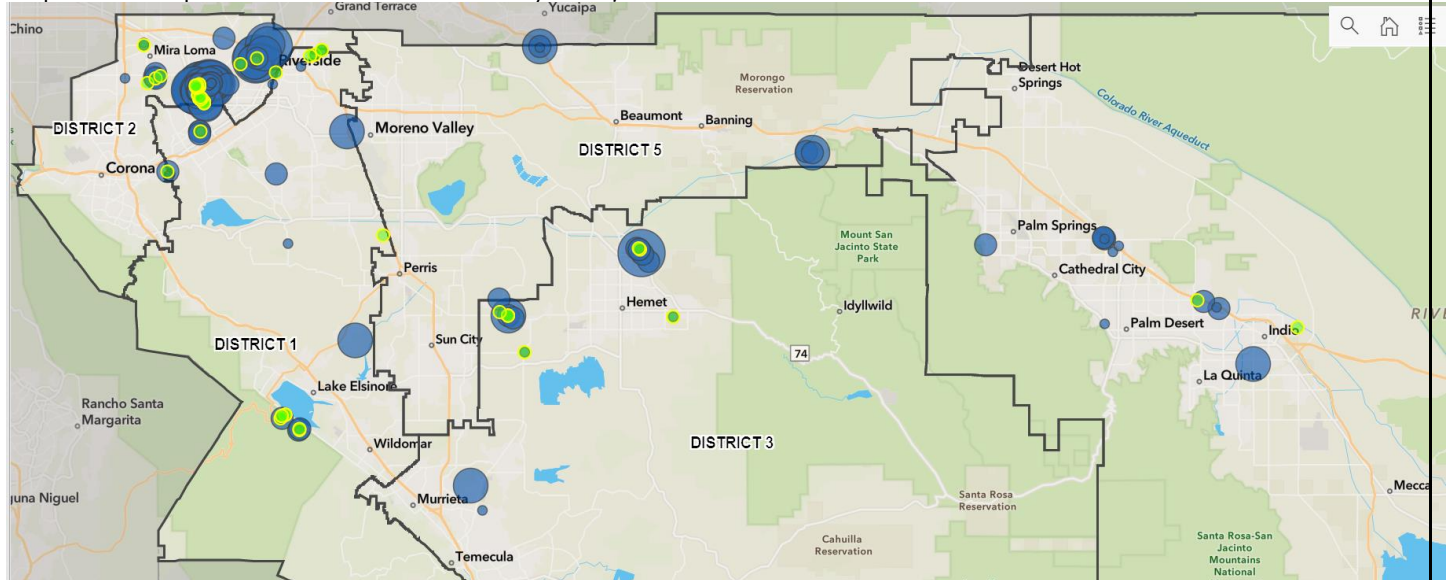 Grand Terrace
Yucaipa
Chino
Mira Loma
Riverside
Morongo
Reservation
Desert Hot
Springs
Colorado River Aqueduct
Beaumont
Banning
DISTRICT 2
Moreno Valley
DISTRICT 5
Corona
Palm Springs
Mount San
Jacinto State
Park
Perris
Cathedral City
Hemet
Idyllwild
RIVE
Palm Desert
Indio
DISTRICT 1
Sun City
74
La Quinta
Lake Elsinore
Rancho Santa
Margarita
Wildomar
DISTRICT 3
guna Niguel
Murrieta
Santa Rosa
Reservation
Mecca
Cahuilla
Reservation
Santa Rosa-San
Jacinto
Mountains
National
Temecula